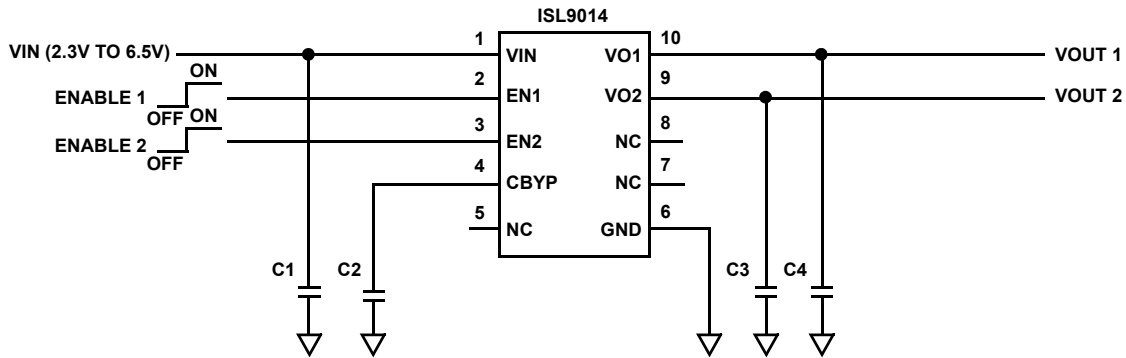 ISL9014
VIN (2.3V TO 6.5V)
1
VIN
VO1
10
VOUT 1
ON
ENABLE 1
OFF
2
EN1
VO2
9
VOUT 2
ON
ENABLE 2
OFF
3
EN2
NC
8
4
CBYP
NC
7
5
NC
GND
6
C1
C2
C3
C4